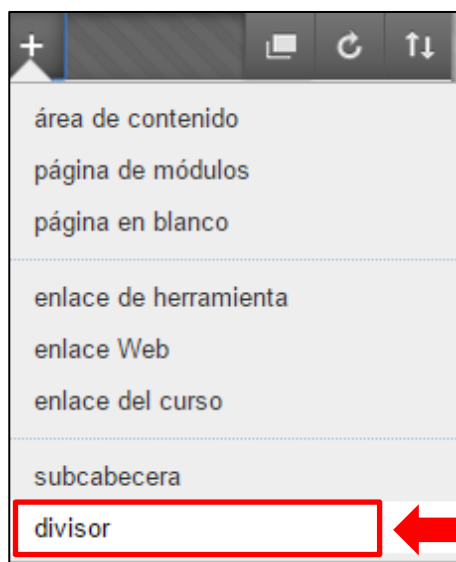 área de contenido
página de módulos
página en blanco
enlace de herramienta
enlace Web
enlace del curso
subcabecera
divisor